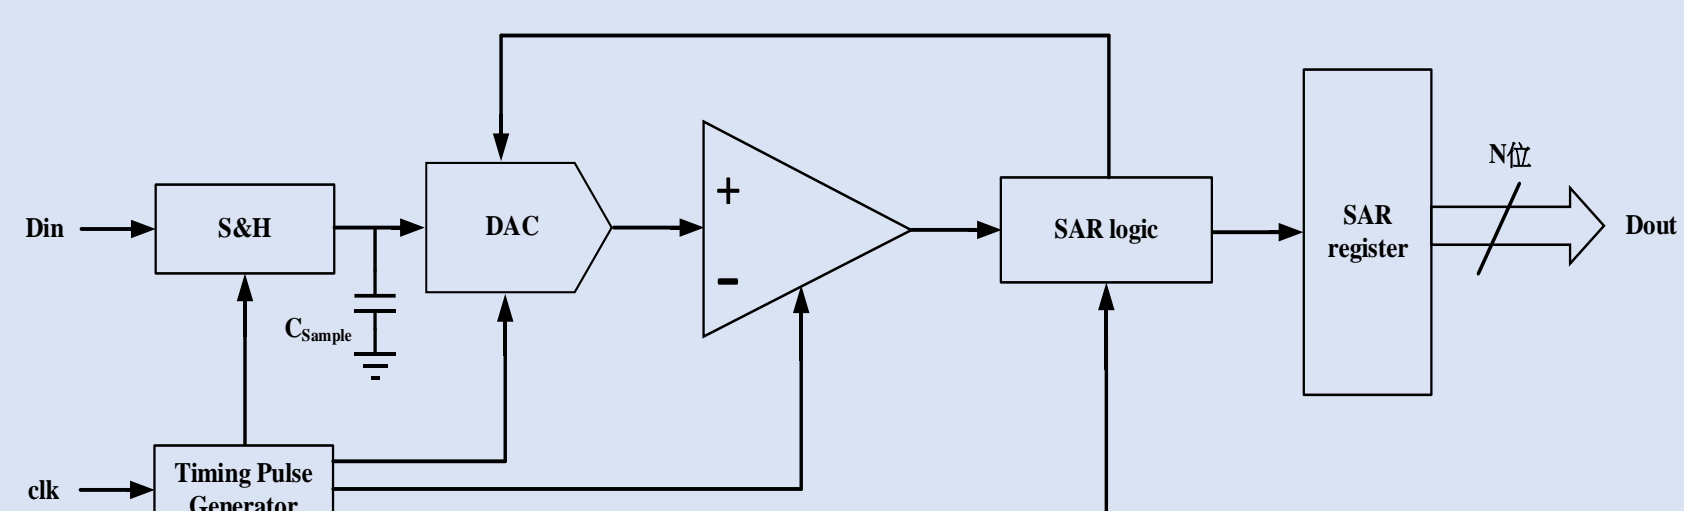 N位
Din
S&H
DAC
+
-
SAR logic
SAR
register
Dout
CSample
clk
Timing Pulse
Generator